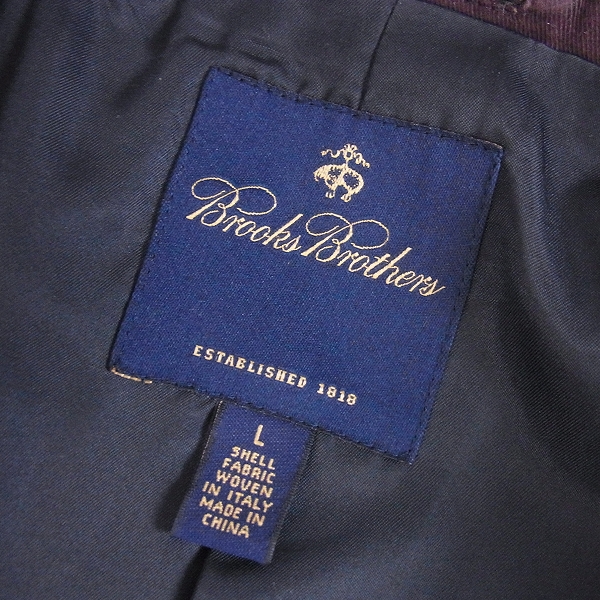 Brooks Brothers
ESTABLISHED 1818
L
SHELL
FABRIC
WOVEN
IN ITALY
MADE IN
CHINA